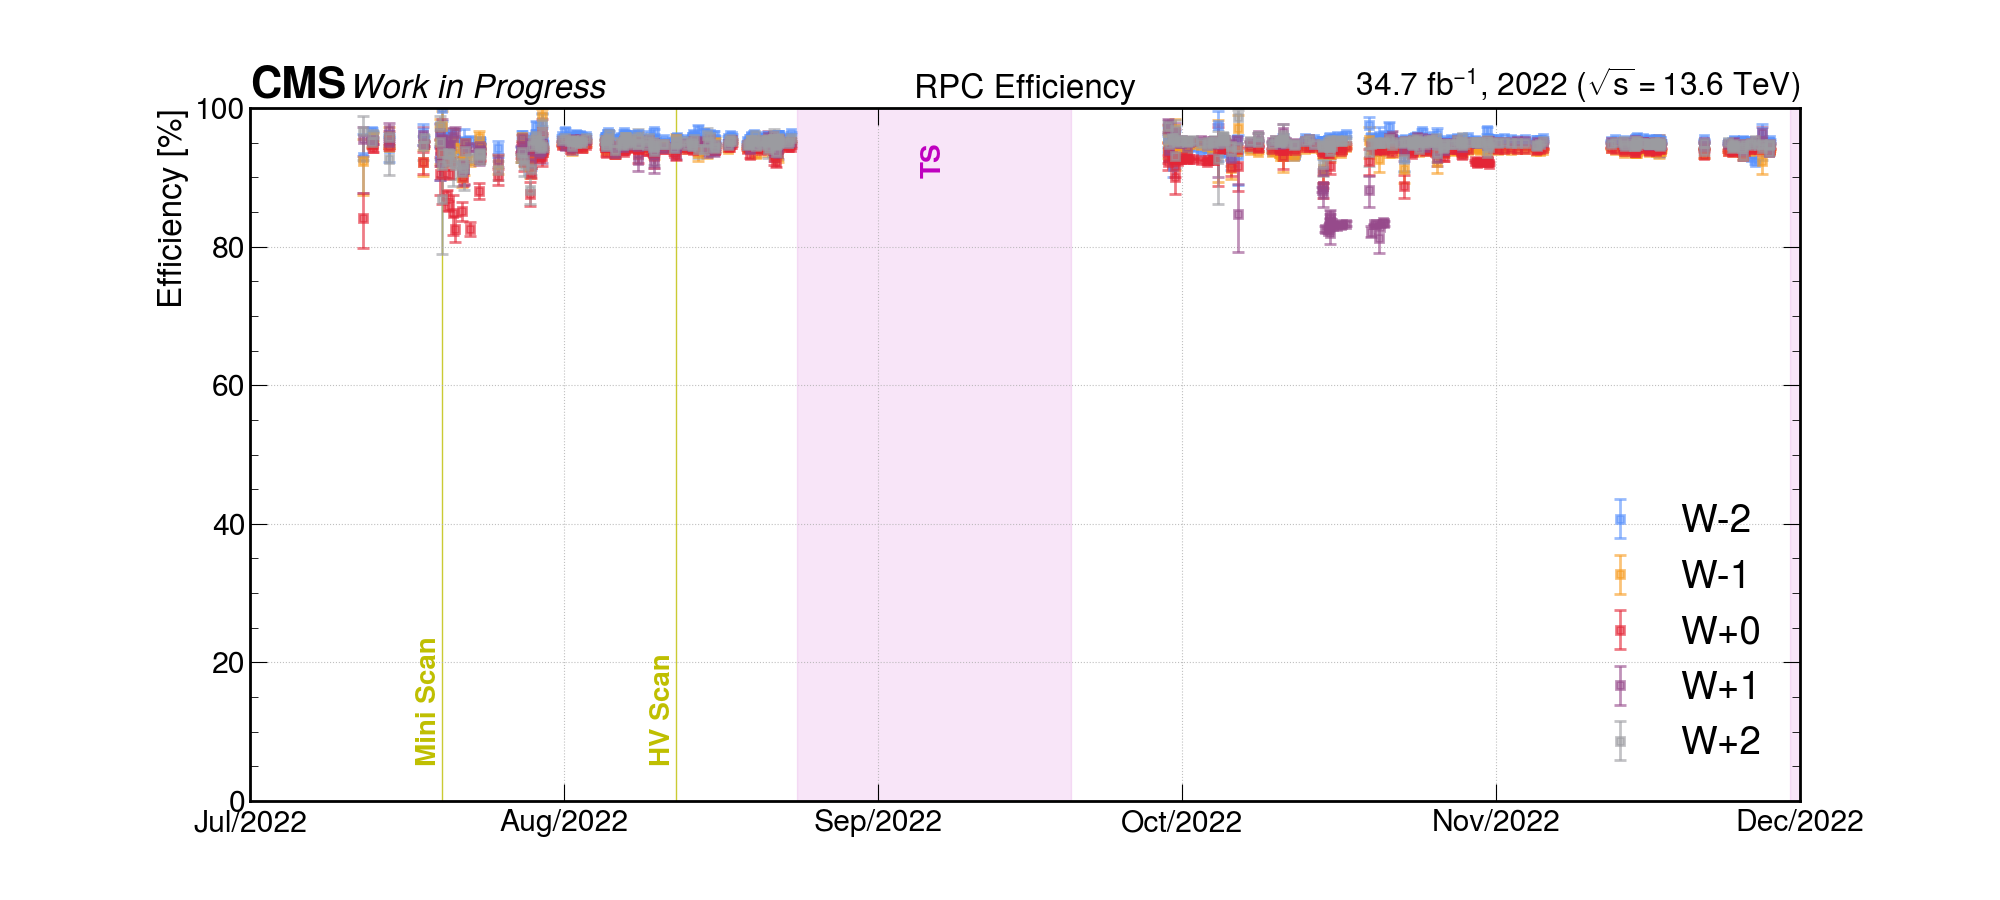 CMS Work in Progress
RPC Efficiency
34.7 fb⁻¹, 2022 (√s = 13.6 TeV)
Efficiency [%]
100
80
60
40
20
0
TS
Mini Scan
HV Scan
W-2
W-1
W+0
W+1
W+2
Jul/2022
Aug/2022
Sep/2022
Oct/2022
Nov/2022
Dec/2022